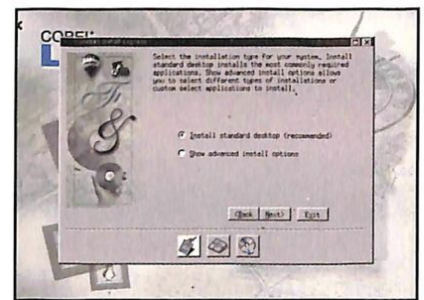 COREL
Select the installation type for your system. Install
standard desktop installs the most commonly required
applications. Show advanced install options allows
you to select different types of installations or
custom select applications to install.
Install standard desktop (recommended)
Show advanced install options
<Back Next> Exit